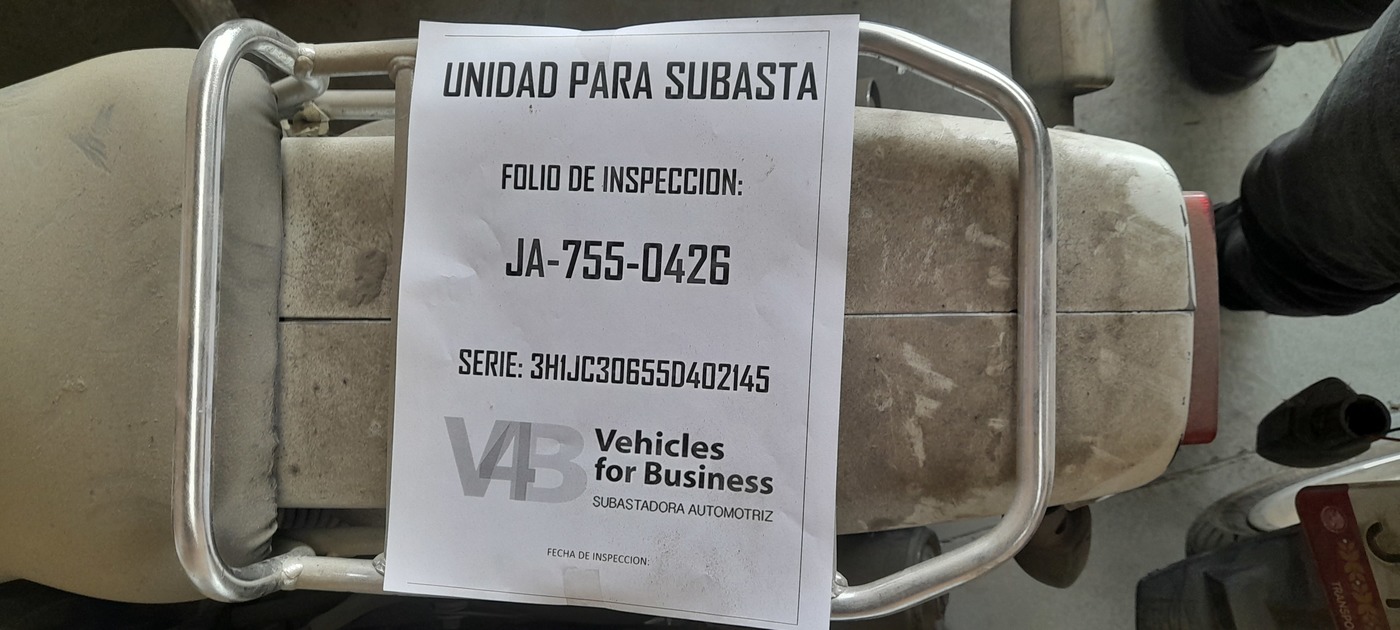 UNIDAD PARA SUBASTA
FOLIO DE INSPECCION:
JA-755-0426
SERIE: 3H1JC30655D402145
V4B
Vehicles
for Business
SUBASTADORA AUTOMOTRIZ
FECHA DE INSPECCION: